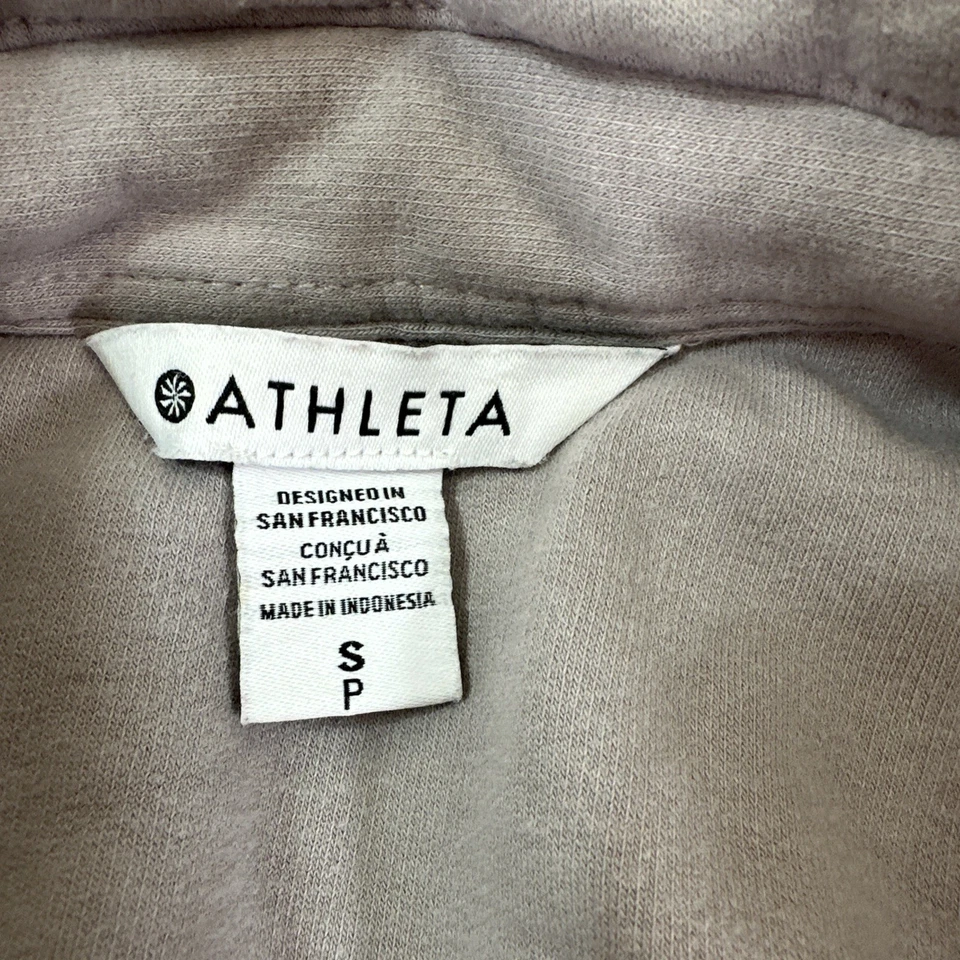 ATHLETA
DESIGNED IN
SAN FRANCISCO
CONÇU À
SAN FRANCISCO
MADE IN INDONESIA
S
P